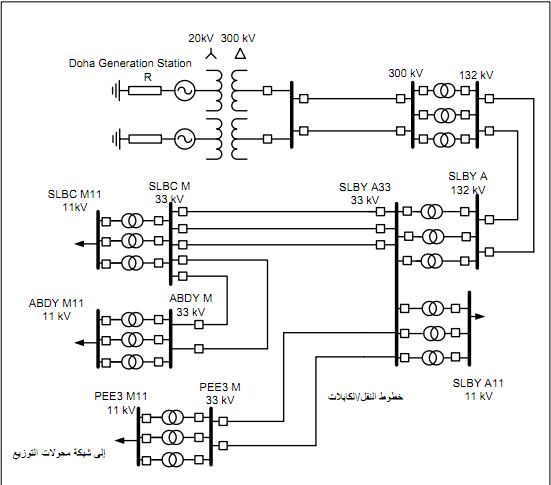 20kV 300 kV
Doha Generation Station
R
300 kV
132 kV
SLBC M11
11kV
SLBC M
33 kV
SLBY A33
33 kV
SLBY A
132kV
ABDY M11
11 kV
ABDY M
33 kV
PEE3 M11
11 kV
PEE3 M
33 kV
خطوط النقل/الكابلات
SLBY A11
11 kV
إلى شبكة محولات التوزيع